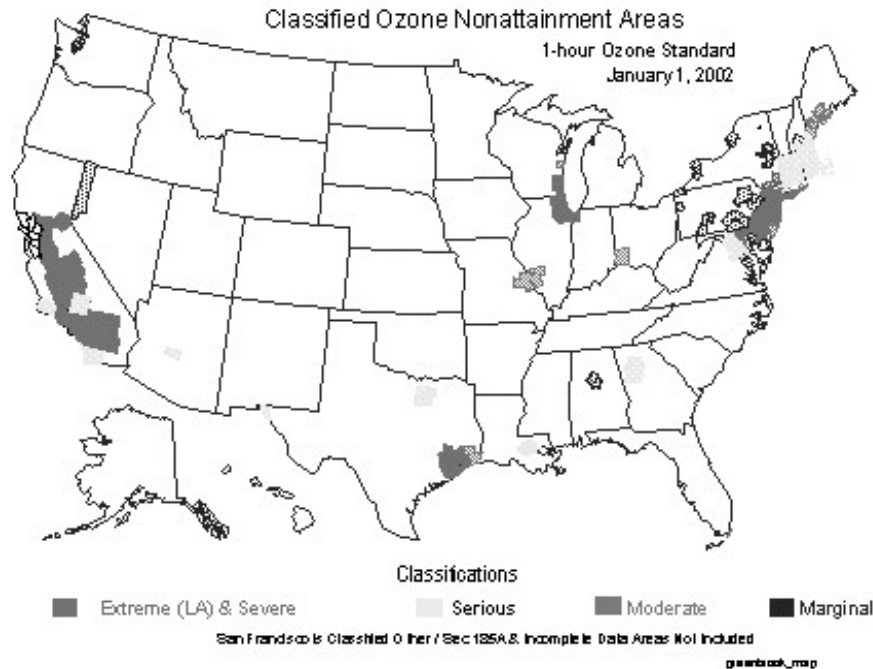 Classified Ozone Nonattainment Areas
1-hour Ozone Standard
January 1, 2002
Classifications
Extreme (LA) & Severe
Serious
Moderate
Marginal
San Francisco is Classified Other / Sec 185A & Incomplete Data Areas Not Included
greenbook_map